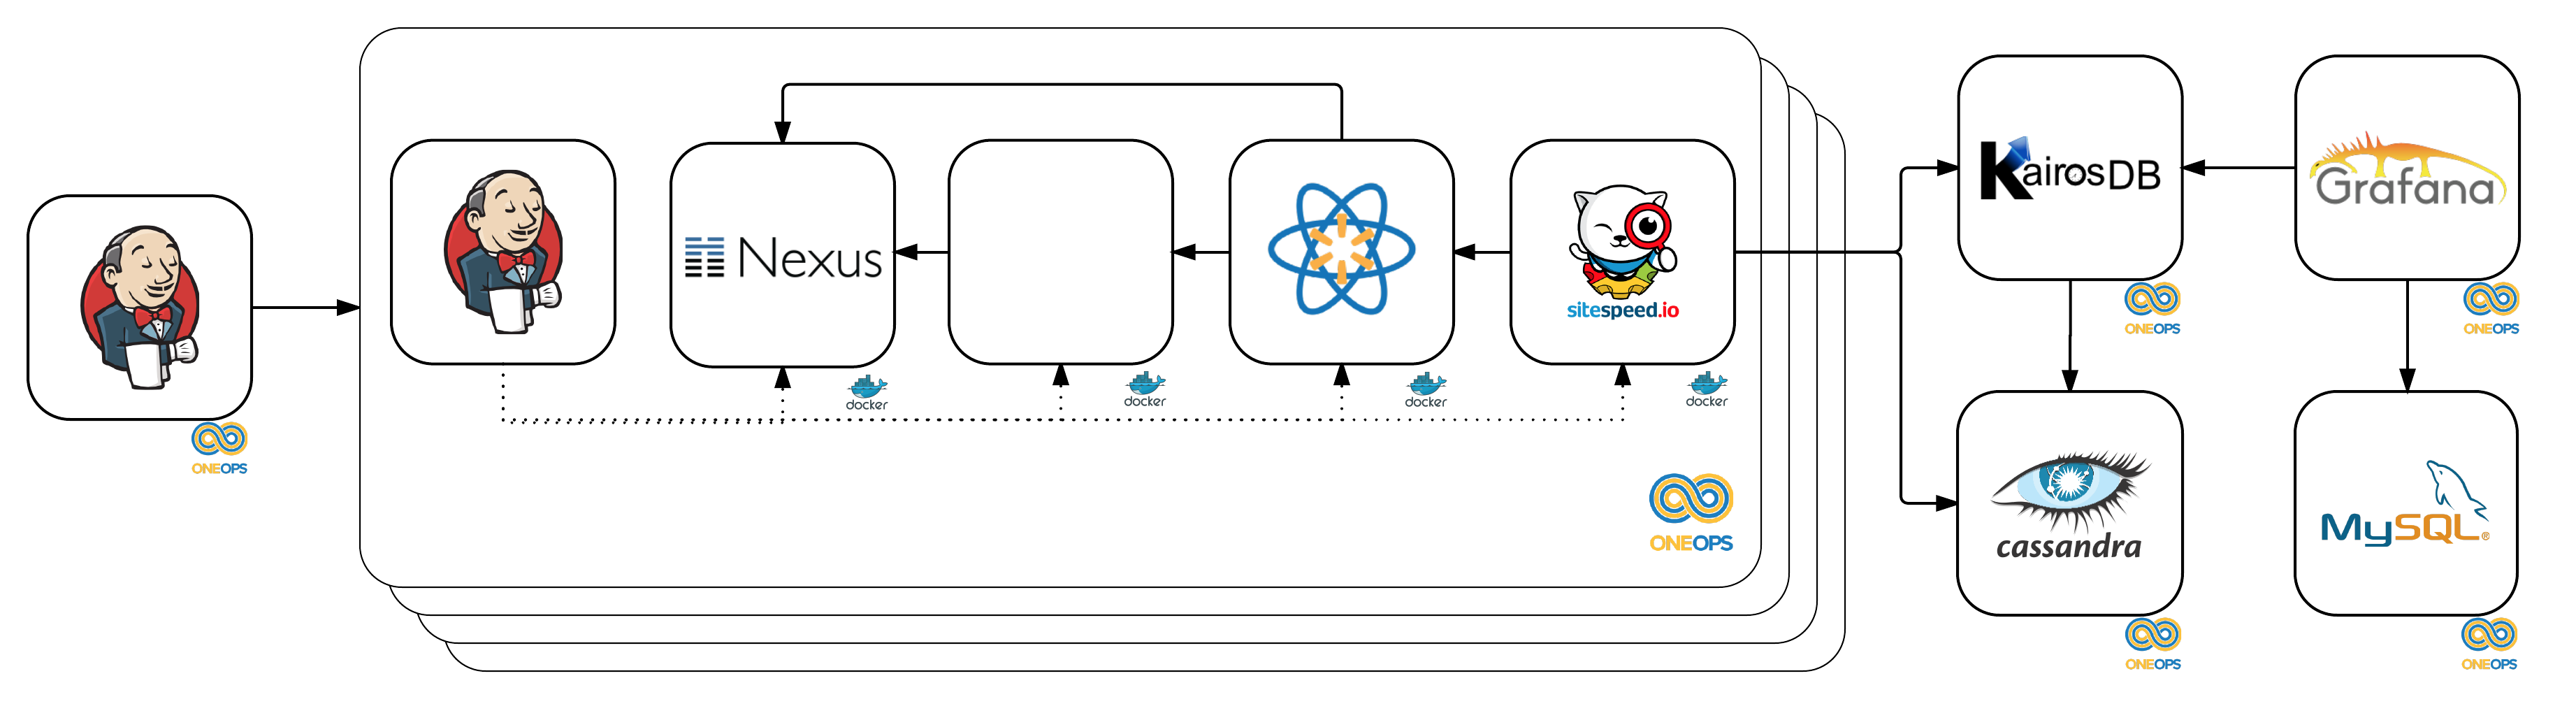 Nexus
sitespeed.io
KairosDB
Grafana
docker
docker
docker
docker
ONEOPS
ONEOPS
ONEOPS
ONEOPS
cassandra
MySQL®
ONEOPS
ONEOPS